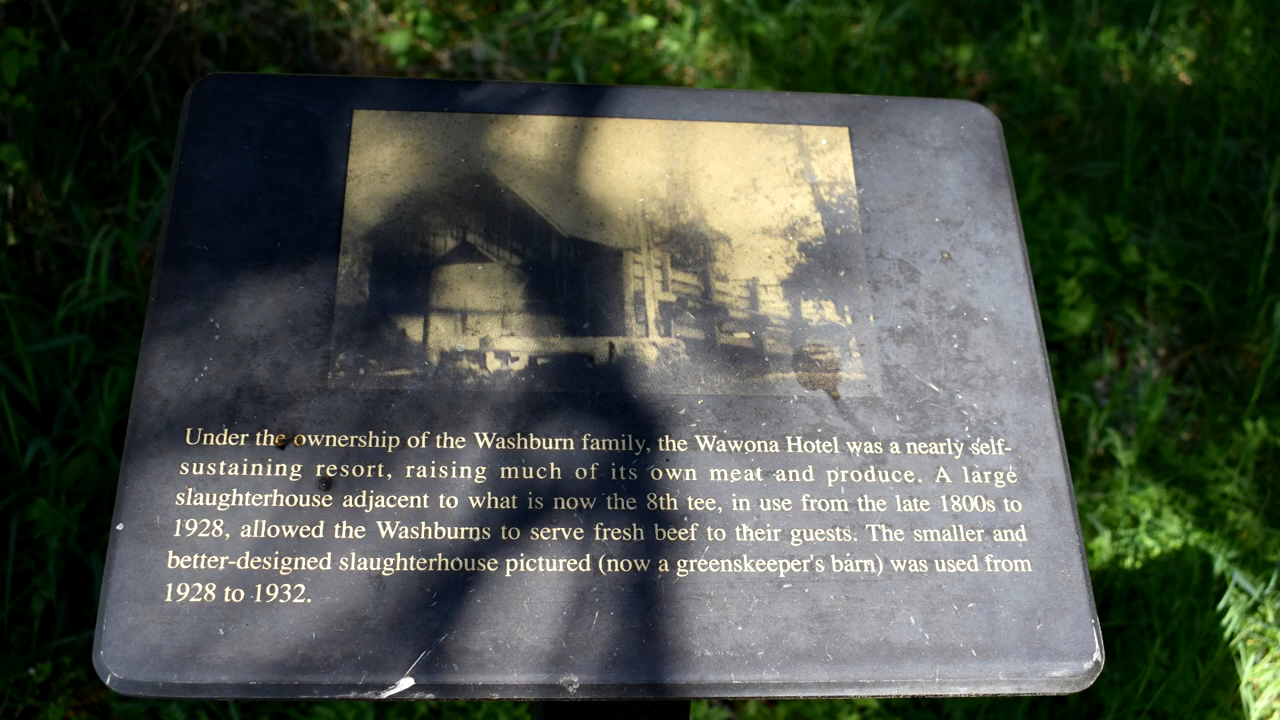 Under the ownership of the Washburn family, the Wawona Hotel was a nearly self-
sustaining resort, raising much of its own meat and produce. A large
slaughterhouse adjacent to what is now the 8th tee, in use from the late 1800s to
1928, allowed the Washburns to serve fresh beef to their guests. The smaller and
better-designed slaughterhouse pictured (now a greenskeeper's barn) was used from
1928 to 1932.